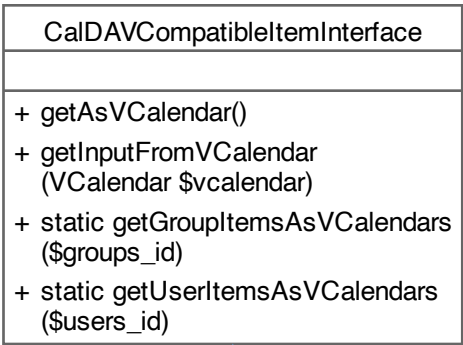 CalDAVCompatibleItemInterface
+ getAsVCalendar()
+ getInputFromVCalendar
(VCalendar $vcalendar)
+ static getGroupItemsAsVCalendars
($groups_id)
+ static getUserItemsAsVCalendars
($users_id)